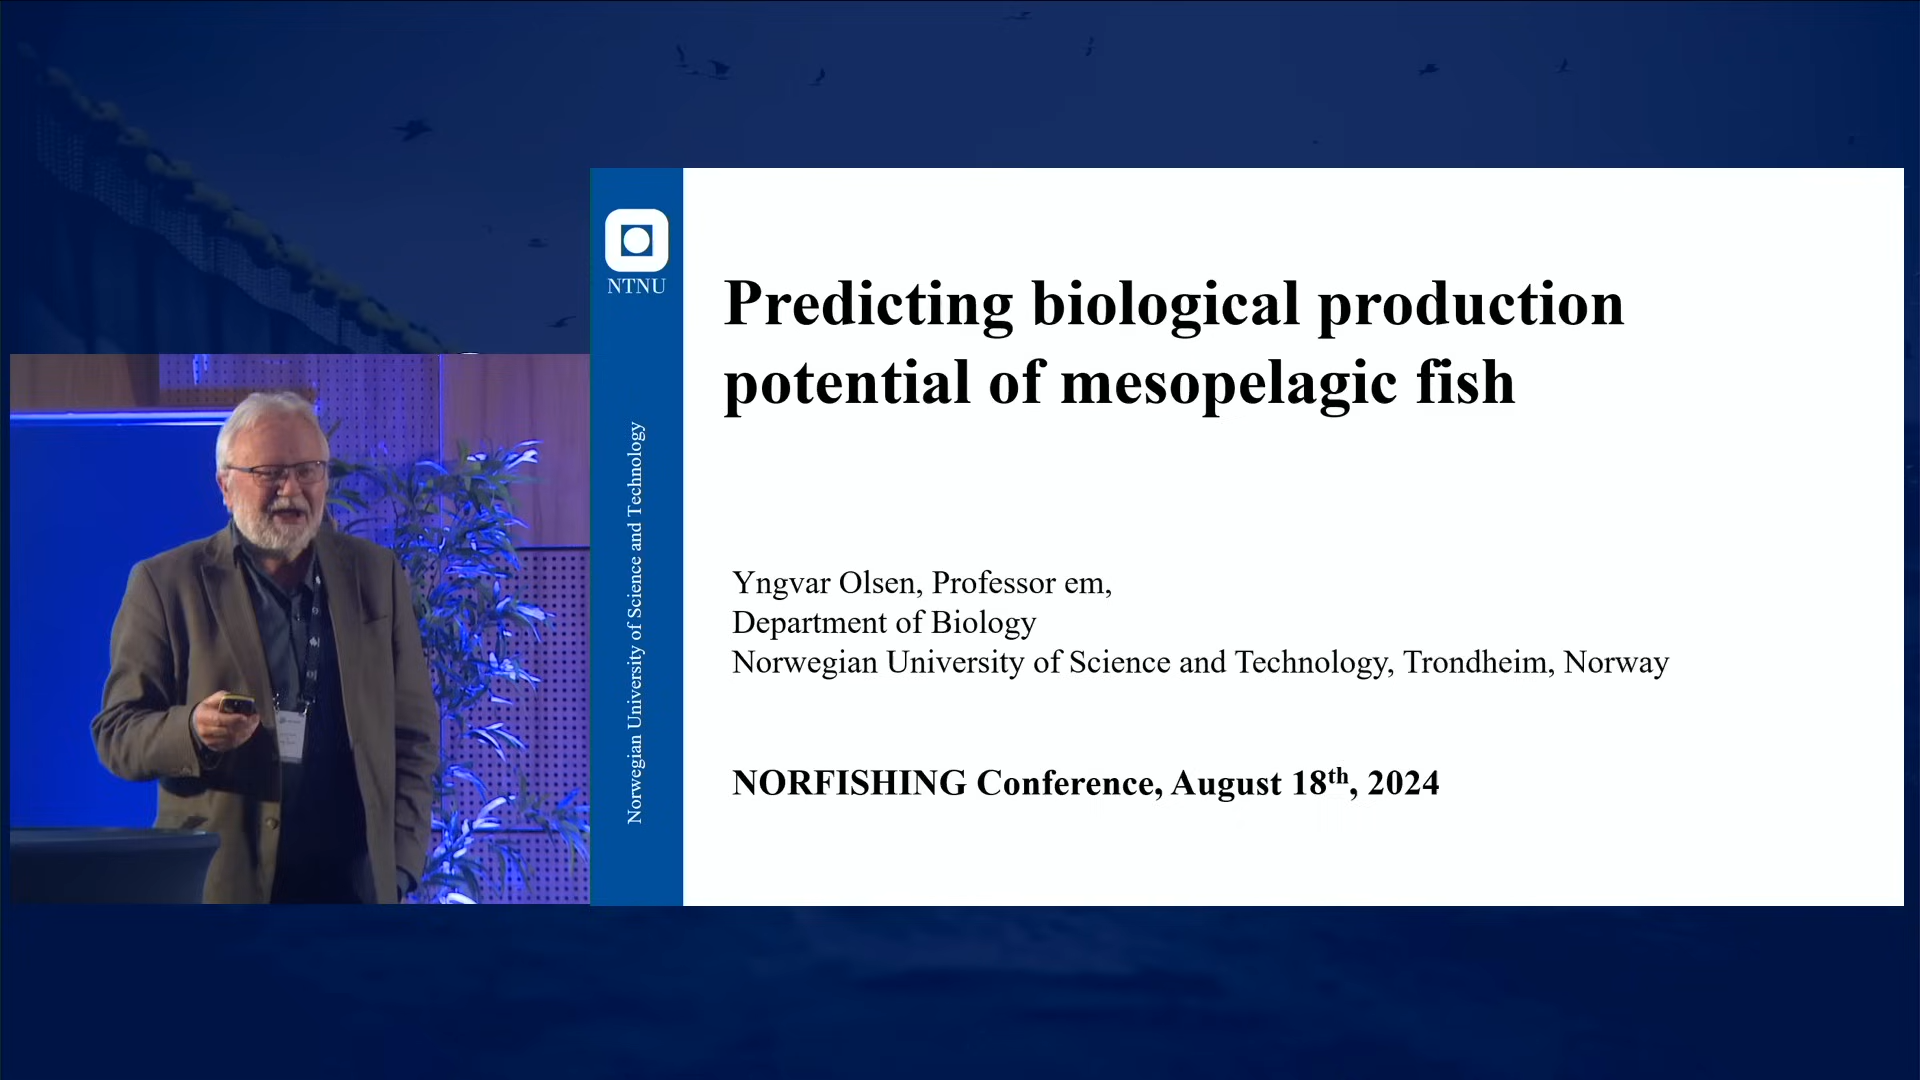 NTNU
Norwegian University of Science and Technology
Predicting biological production
potential of mesopelagic fish
Yngvar Olsen, Professor em,
Department of Biology
Norwegian University of Science and Technology, Trondheim, Norway
NORFISHING Conference, August 18th, 2024